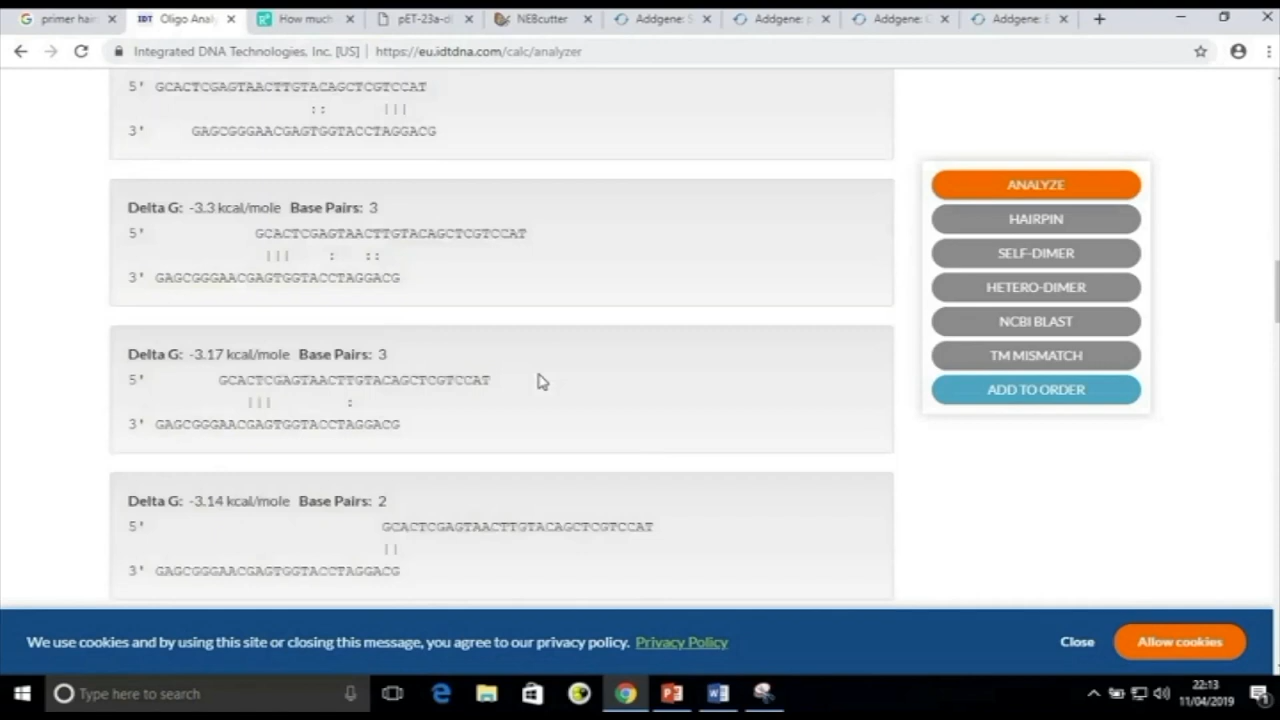 primer hair
IDT Oligo Anal
How much
pET-23a-d
NEBcutter
Addgene: S
Addgene: p
Addgene:
Addgene: E
Integrated DNA Technologies, Inc. [US] | https://eu.idtdna.com/calc/analyzer
5' GCACTCGAGTAACTTGTACAGCTCGTCCAT
:: |||
3' GAGCGGGAACGAGTGGTACCTAGGACG
Delta G: -3.3 kcal/mole Base Pairs: 3
5' GCACTCGAGTAACTTGTACAGCTCGTCCAT
||| : ::
3' GAGCGGGAACGAGTGGTACCTAGGACG
Delta G: -3.17 kcal/mole Base Pairs: 3
5' GCACTCGAGTAACTTGTACAGCTCGTCCAT
||| :
3' GAGCGGGAACGAGTGGTACCTAGGACG
Delta G: -3.14 kcal/mole Base Pairs: 2
5' GCACTCGAGTAACTTGTACAGCTCGTCCAT
||
3' GAGCGGGAACGAGTGGTACCTAGGACG
ANALYZE
HAIRPIN
SELF-DIMER
HETERO-DIMER
NCBI BLAST
TM MISMATCH
ADD TO ORDER
We use cookies and by using this site or closing this message, you agree to our privacy policy. Privacy Policy
Close
Allow cookies
Type here to search
22:13
11/04/2019